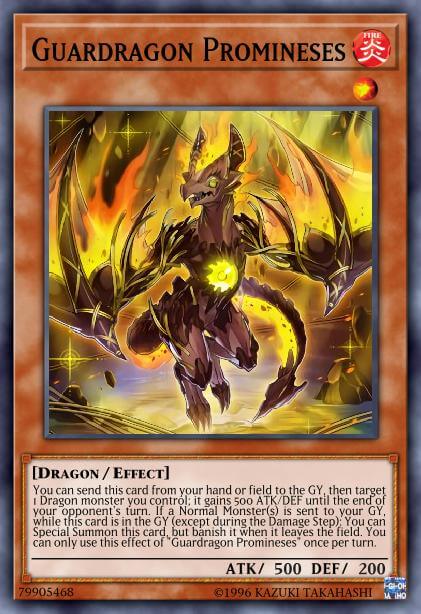 Guardragon Promineses
FIRE
炎
[Dragon / Effect]
You can send this card from your hand or field to the GY, then target
1 Dragon monster you control; it gains 500 ATK/DEF until the end
of your opponent's turn. If a Normal Monster(s) is sent to your GY,
while this card is in the GY (except during the Damage Step): You can
Special Summon this card, but banish it when it leaves the field. You
can only use this effect of "Guardragon Promineses" once per turn.
ATK/ 500 DEF/ 200
79905468
©1996 KAZUKI TAKAHASHI